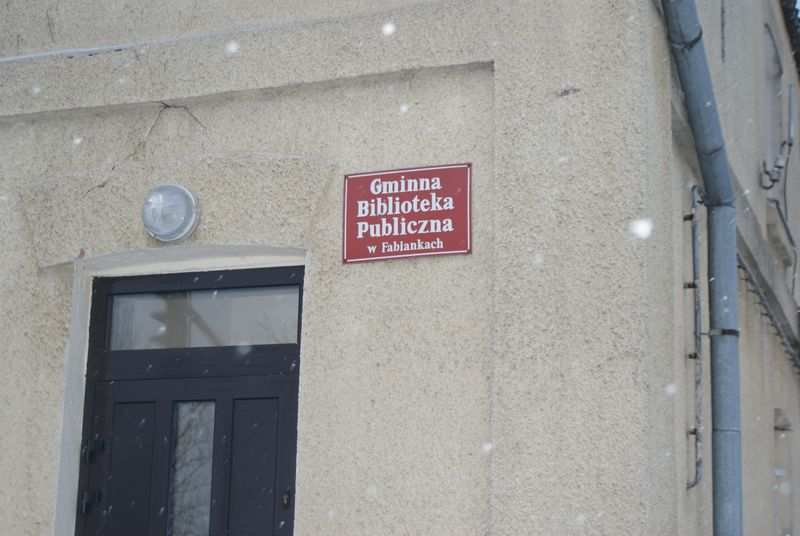 Gminna
Biblioteka
Publiczna
w Fabiankach